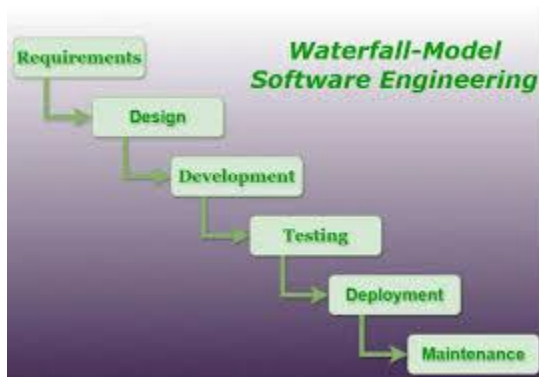 Waterfall-Model
Software Engineering
Requirements
Design
Development
Testing
Deployment
Maintenance